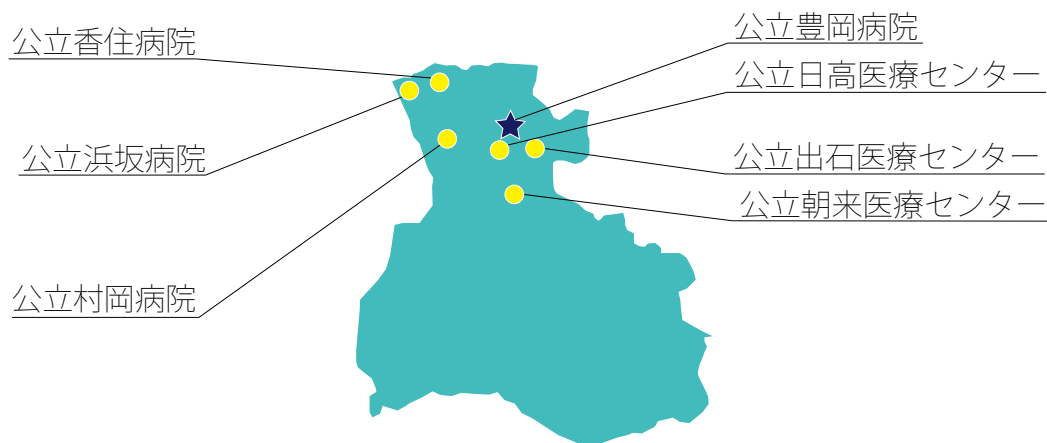 公立香住病院
公立浜坂病院
公立村岡病院
公立豊岡病院
公立日高医療センター
公立出石医療センター
公立朝来医療センター